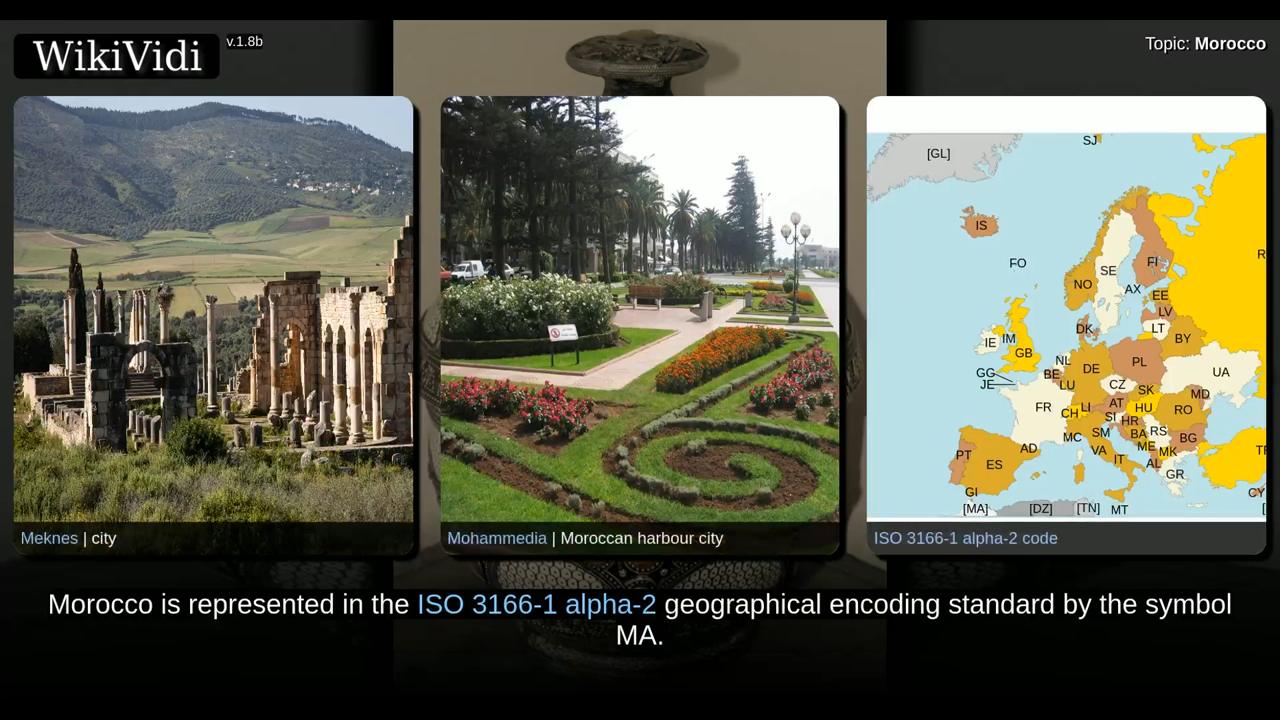 WikiVidi
v.1.8b
Topic: Morocco
[GL]
SJ
IS
R
FO
FI
SE
NO
AX
EE
LV
DK
LT
IE
IM
BY
GB
NL
PL
GG
BE
DE
UA
JE
LU
CZ
SK
MD
FR
CH
LI
AT
HU
RO
SI
HR
MC
SM
BA
RS
BG
AD
VA
ME
MK
PT
ES
IT
AL
TR
GR
GI
CY
[MA]
[DZ]
[TN]
MT
[
Meknes | city
Mohammedia | Moroccan harbour city
ISO 3166-1 alpha-2 code
Morocco is represented in the ISO 3166-1 alpha-2 geographical encoding standard by the symbol
MA.